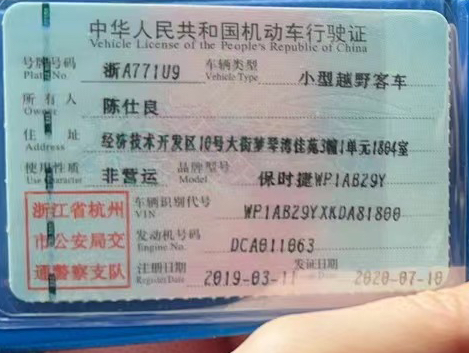 中华人民共和国机动车行驶证
Vehicle License of the People's Republic of China
号牌号码 浙A771U9 车辆类型 小型越野客车
Plate No. Vehicle Type
所有人 陈仕良
Owner
住址 经济技术开发区10号大街梦琴湾佳苑3幢1单元1804室
Address
使用性质 非营运 品牌型号 保时捷WP1AB29Y
Use Character Model
浙江省杭州
市公安局交
通警察支队
车辆识别代号 WP1AB29YXKDA81800
VIN
发动机号码 DCA011063
Engine No.
注册日期 2019-03-11 发证日期 2020-07-10
Register Date Issue Date